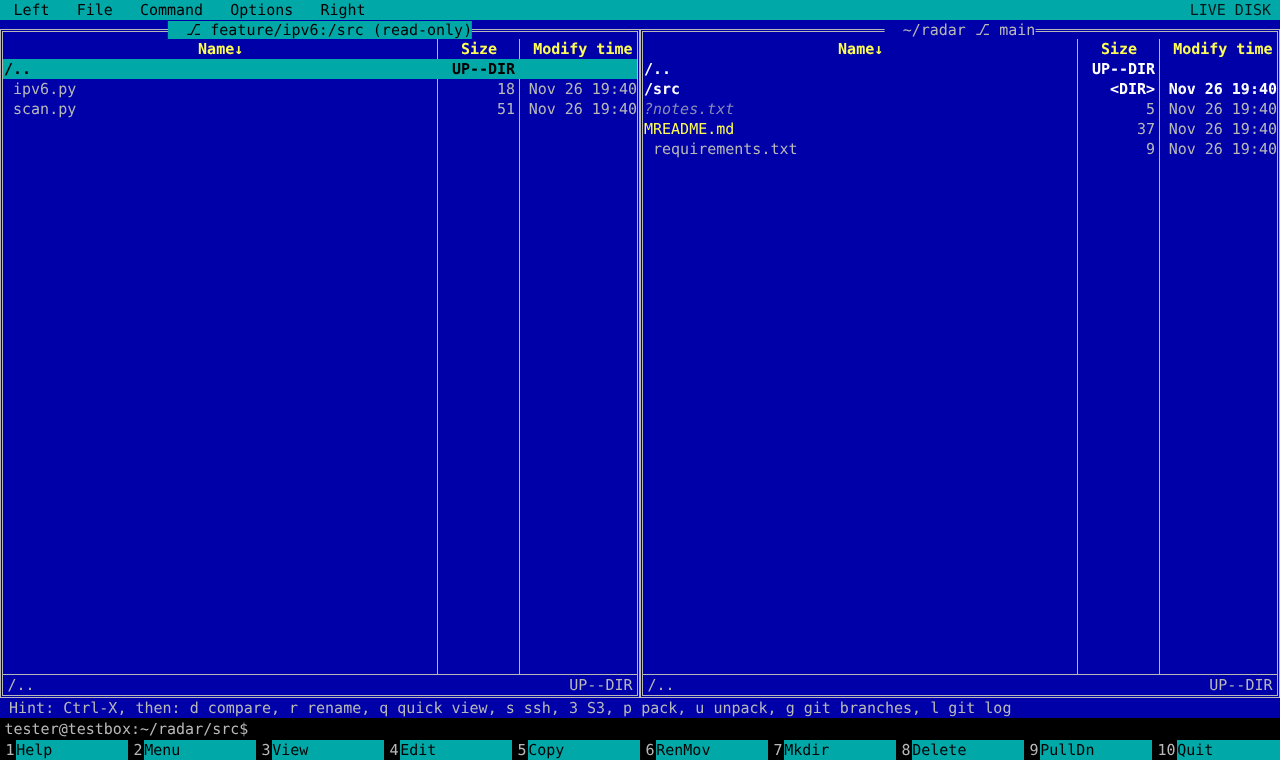 Left File Command Options Right LIVE DISK
⎇ feature/ipv6:/src (read-only) ~/radar ⎇ main
Name↓ Size Modify time Name↓ Size Modify time
/.. UP--DIR /.. UP--DIR
ipv6.py 18 Nov 26 19:40 /src <DIR> Nov 26 19:40
scan.py 51 Nov 26 19:40 ?notes.txt 5 Nov 26 19:40
MREADME.md 37 Nov 26 19:40
requirements.txt 9 Nov 26 19:40
/.. UP--DIR /.. UP--DIR
Hint: Ctrl-X, then: d compare, r rename, q quick view, s ssh, 3 S3, p pack, u unpack, g git branches, l git log
tester@testbox:~/radar/src$
1Help 2Menu 3View 4Edit 5Copy 6RenMov 7Mkdir 8Delete 9PullDn 10Quit